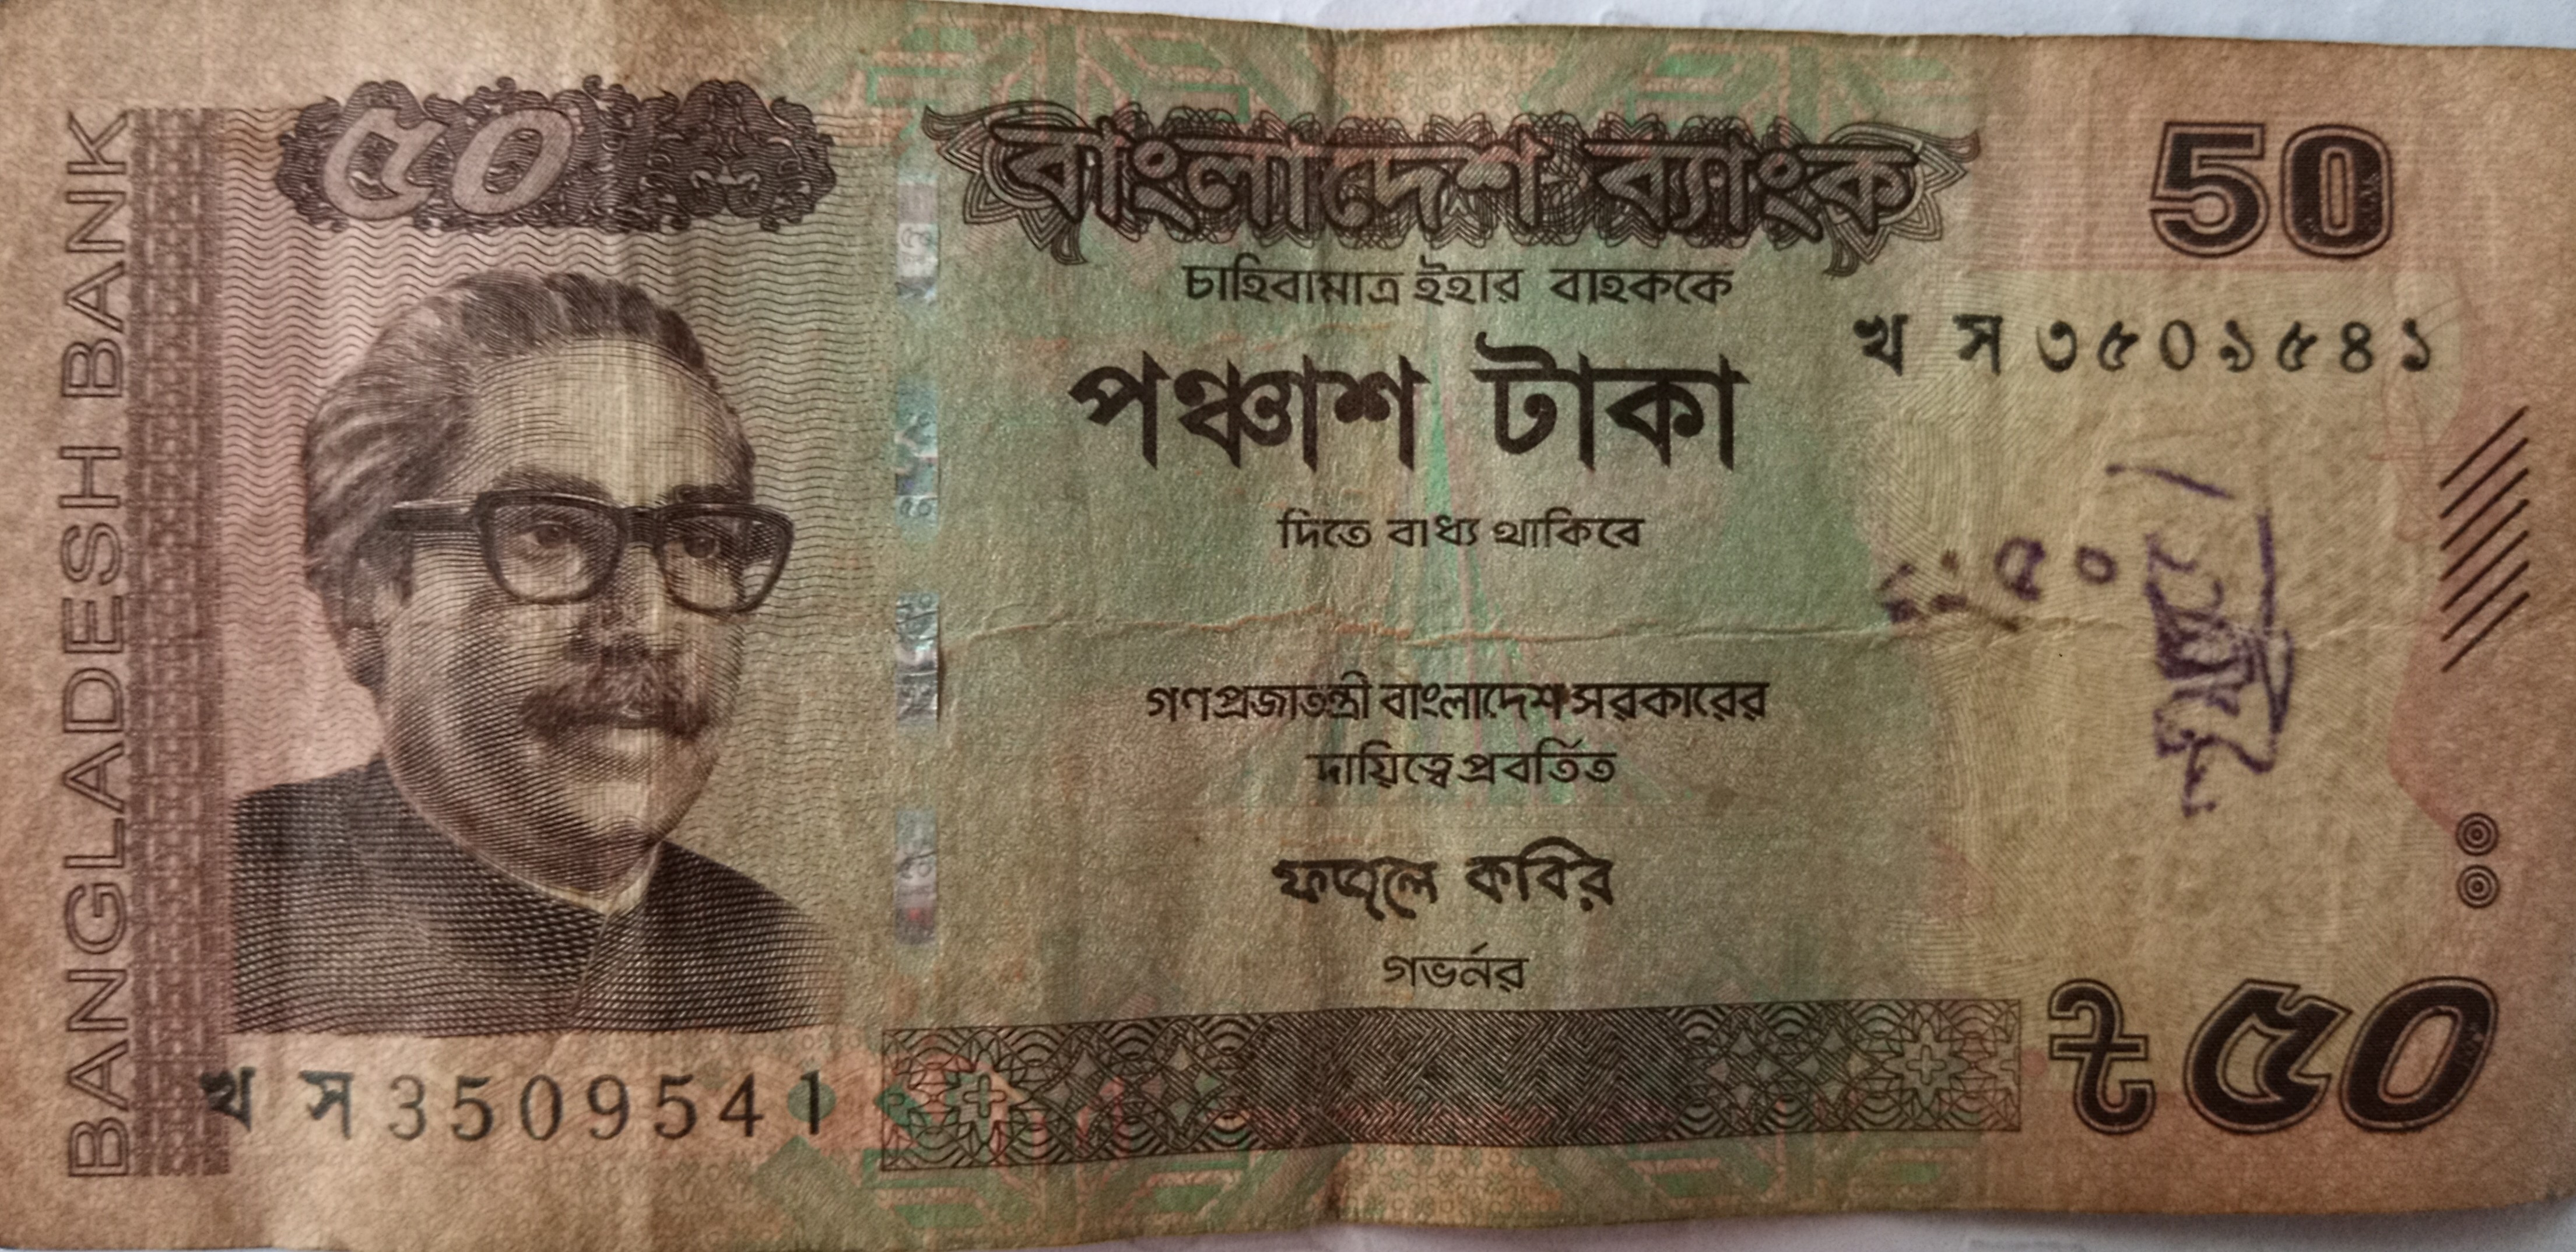 BANGLADESH BANK
৫০
বাংলাদেশ ব্যাংক
50
চাহিবামাত্র ইহার বাহককে
খ স ৩৫০৯৫৪১
পঞ্চাশ টাকা
দিতে বাধ্য থাকিবে
গণপ্রজাতন্ত্রী বাংলাদেশ সরকারের
দায়িত্বে প্রবর্তিত
ফজলে কবির
গভর্নর
খ স 3509541
৳ ৫০